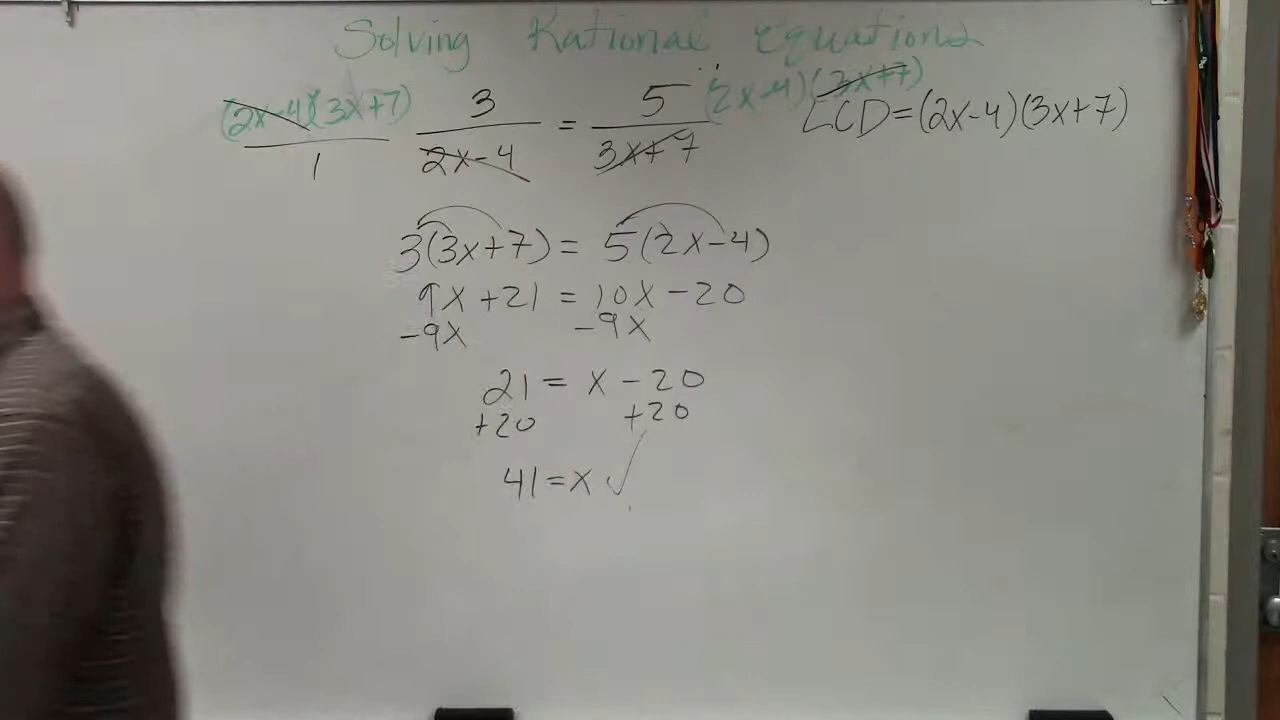 Solving Rational Equations
(2x-4)(3x+7)/1 3/(2x-4) = 5/(3x+7) (2x-4)(3x+7) LCD=(2x-4)(3x+7)
3(3x+7) = 5(2x-4)
9x+21 = 10x-20
-9x -9x
21 = x - 20
+20 +20
41=x ✓